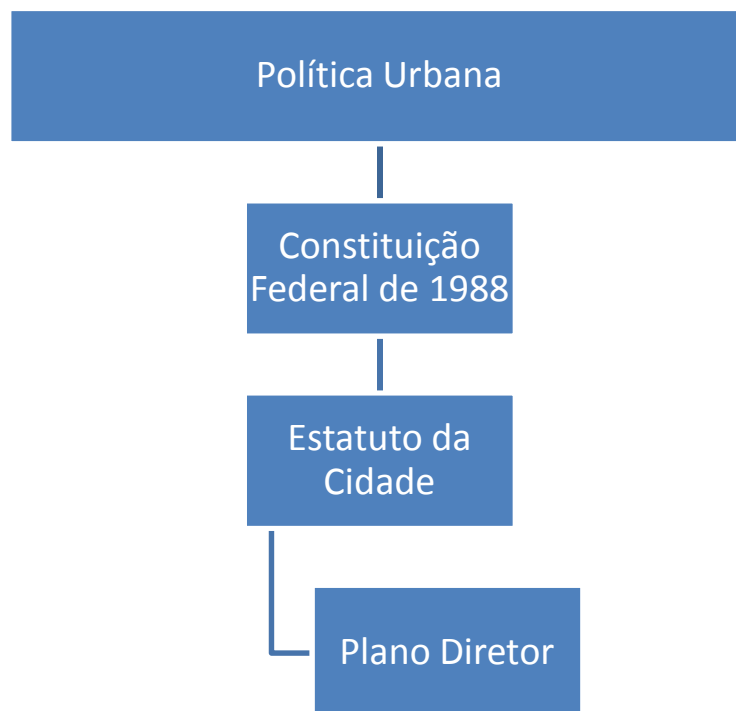 Política Urbana
Constituição
Federal de 1988
Estatuto da
Cidade
Plano Diretor